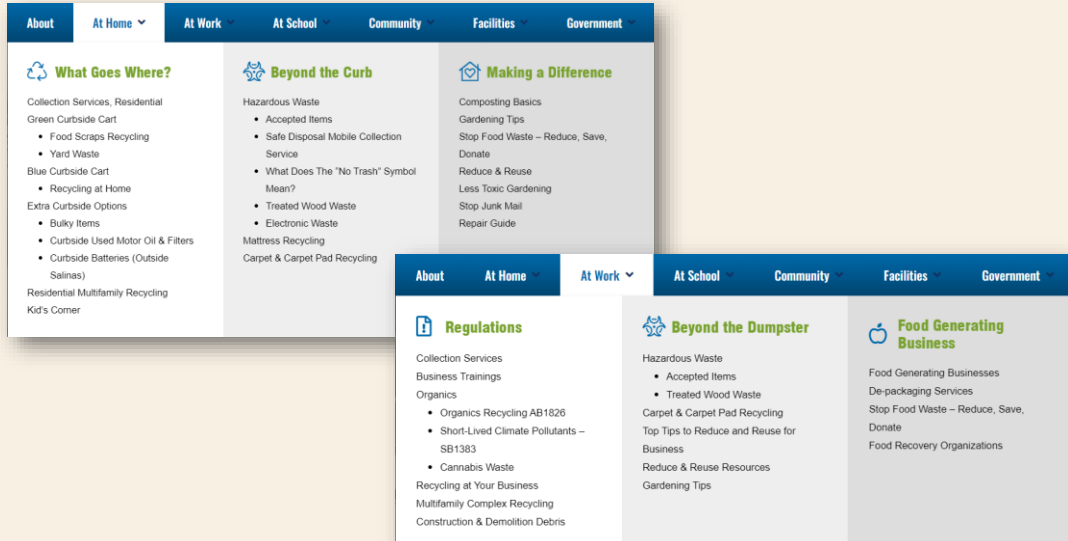 About At Home At Work At School Community Facilities Government
What Goes Where?
Collection Services, Residential
Green Curbside Cart
• Food Scraps Recycling
• Yard Waste
Blue Curbside Cart
• Recycling at Home
Extra Curbside Options
• Bulky Items
• Curbside Used Motor Oil & Filters
• Curbside Batteries (Outside
Salinas)
Residential Multifamily Recycling
Kid's Corner
Beyond the Curb
Hazardous Waste
• Accepted Items
• Safe Disposal Mobile Collection
Service
• What Does The "No Trash" Symbol
Mean?
• Treated Wood Waste
• Electronic Waste
Mattress Recycling
Carpet & Carpet Pad Recycling
Making a Difference
Composting Basics
Gardening Tips
Stop Food Waste – Reduce, Save,
Donate
Reduce & Reuse
Less Toxic Gardening
Stop Junk Mail
Repair Guide
About At Home At Work At School Community Facilities Government
Regulations
Collection Services
Business Trainings
Organics
• Organics Recycling AB1826
• Short-Lived Climate Pollutants –
SB1383
• Cannabis Waste
Recycling at Your Business
Multifamily Complex Recycling
Construction & Demolition Debris
Beyond the Dumpster
Hazardous Waste
• Accepted Items
• Treated Wood Waste
Carpet & Carpet Pad Recycling
Top Tips to Reduce and Reuse for
Business
Reduce & Reuse Resources
Gardening Tips
Food Generating
Business
Food Generating Businesses
De-packaging Services
Stop Food Waste – Reduce, Save,
Donate
Food Recovery Organizations